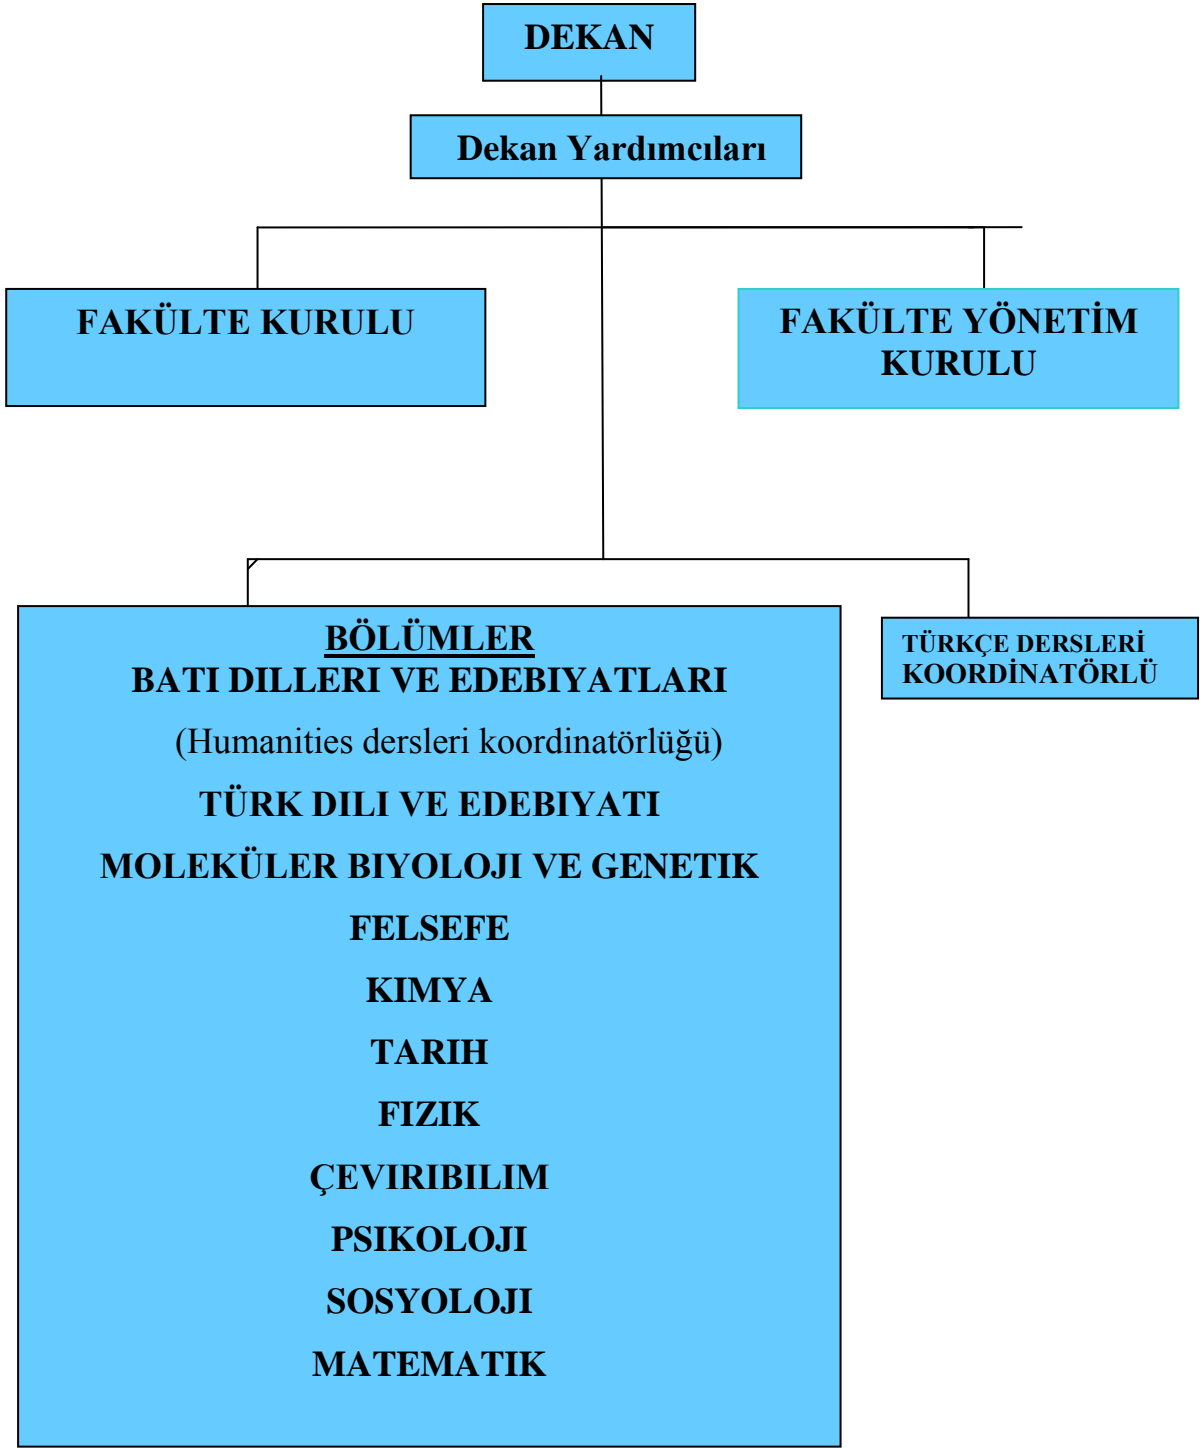 DEKAN
Dekan Yardımcıları
FAKÜLTE KURULU
FAKÜLTE YÖNETİM
KURULU
BÖLÜMLER
BATI DILLERI VE EDEBIYATLARI
(Humanities dersleri koordinatörlüğü)
TÜRK DILI VE EDEBIYATI
MOLEKÜLER BIYOLOJI VE GENETIK
FELSEFE
KIMYA
TARIH
FIZIK
ÇEVIRIBILIM
PSIKOLOJI
SOSYOLOJI
MATEMATIK
TÜRKÇE DERSLERİ
KOORDİNATÖRLÜ